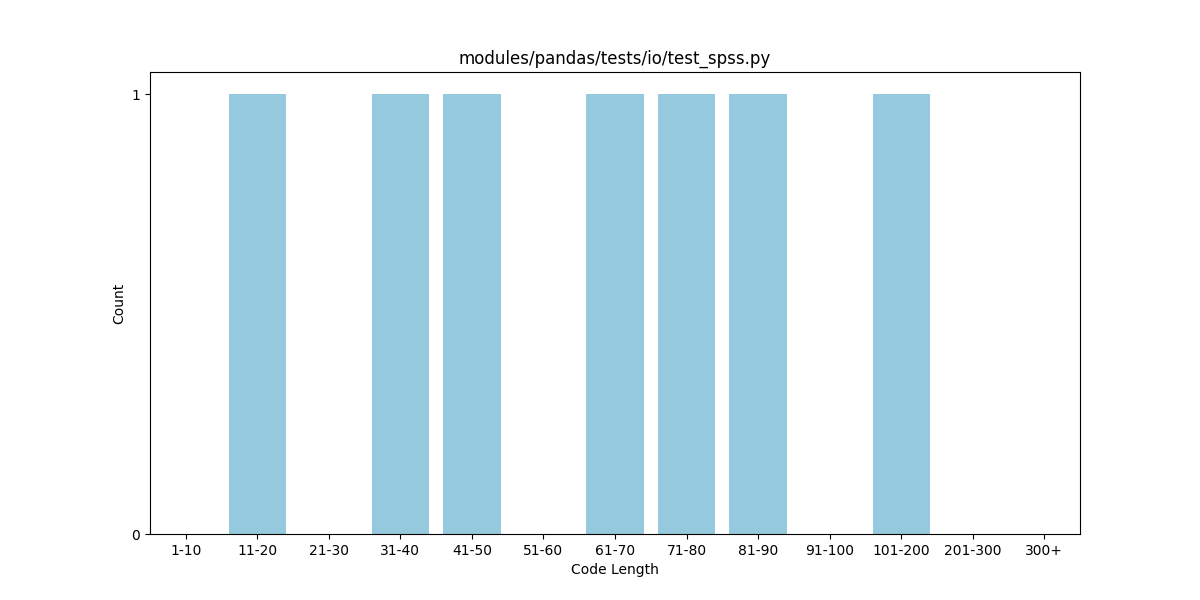 modules/pandas/tests/io/test_spss.py
1
Count
0
1-10 11-20 21-30 31-40 41-50 51-60 61-70 71-80 81-90 91-100 101-200 201-300 300+
Code Length